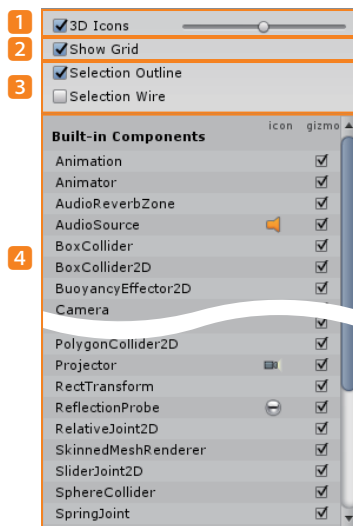 1 3D Icons
2 Show Grid
3 Selection Outline
Selection Wire
Built-in Components icon gizmo
Animation
Animator
AudioReverbZone
4 AudioSource
BoxCollider
BoxCollider2D
BuoyancyEffector2D
Camera
PolygonCollider2D
Projector
RectTransform
ReflectionProbe
RelativeJoint2D
SkinnedMeshRenderer
SliderJoint2D
SphereCollider
SpringJoint